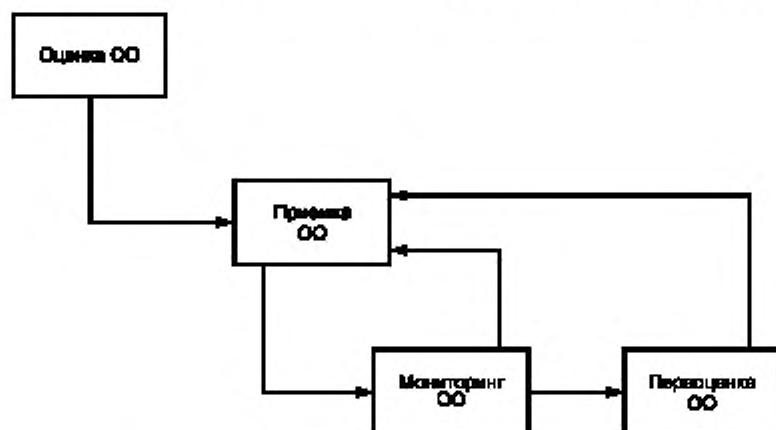 Оценка ОО
Приемка
ОО
Мониторинг
ОО
Переоценка
ОО